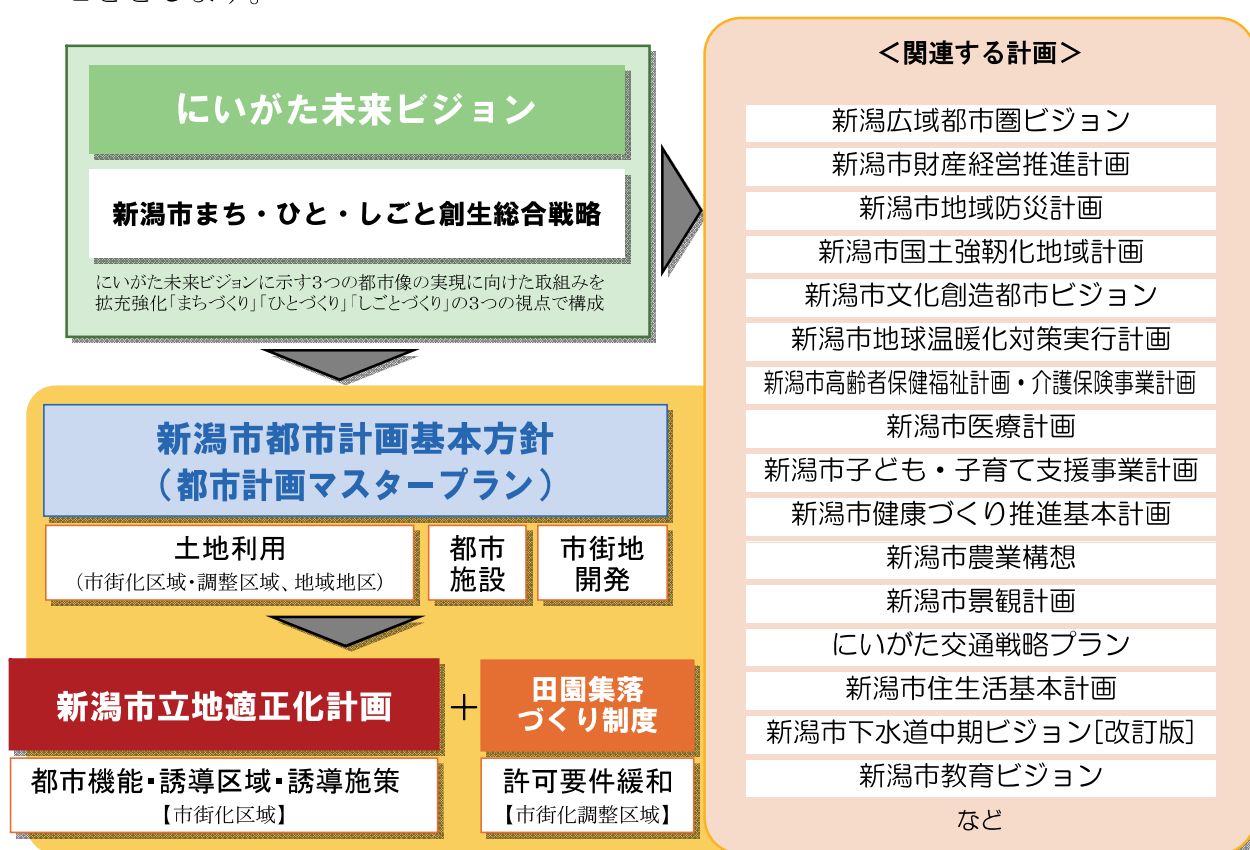 こととします。
にいがた未来ビジョン
新潟市まち・ひと・しごと創生総合戦略
にいがた未来ビジョンに示す3つの都市像の実現に向けた取組みを
拡充強化「まちづくり」「ひとづくり」「しごとづくり」の3つの視点で構成
新潟市都市計画基本方針
（都市計画マスタープラン）
土地利用
（市街化区域・調整区域、地域地区）
都市
施設
市街地
開発
新潟市立地適正化計画
＋
田園集落
づくり制度
都市機能・誘導区域・誘導施策
【市街化区域】
許可要件緩和
【市街化調整区域】
＜関連する計画＞
新潟広域都市圏ビジョン
新潟市財産経営推進計画
新潟市地域防災計画
新潟市国土強靭化地域計画
新潟市文化創造都市ビジョン
新潟市地球温暖化対策実行計画
新潟市高齢者保健福祉計画・介護保険事業計画
新潟市医療計画
新潟市子ども・子育て支援事業計画
新潟市健康づくり推進基本計画
新潟市農業構想
新潟市景観計画
にいがた交通戦略プラン
新潟市住生活基本計画
新潟市下水道中期ビジョン[改訂版]
新潟市教育ビジョン
など